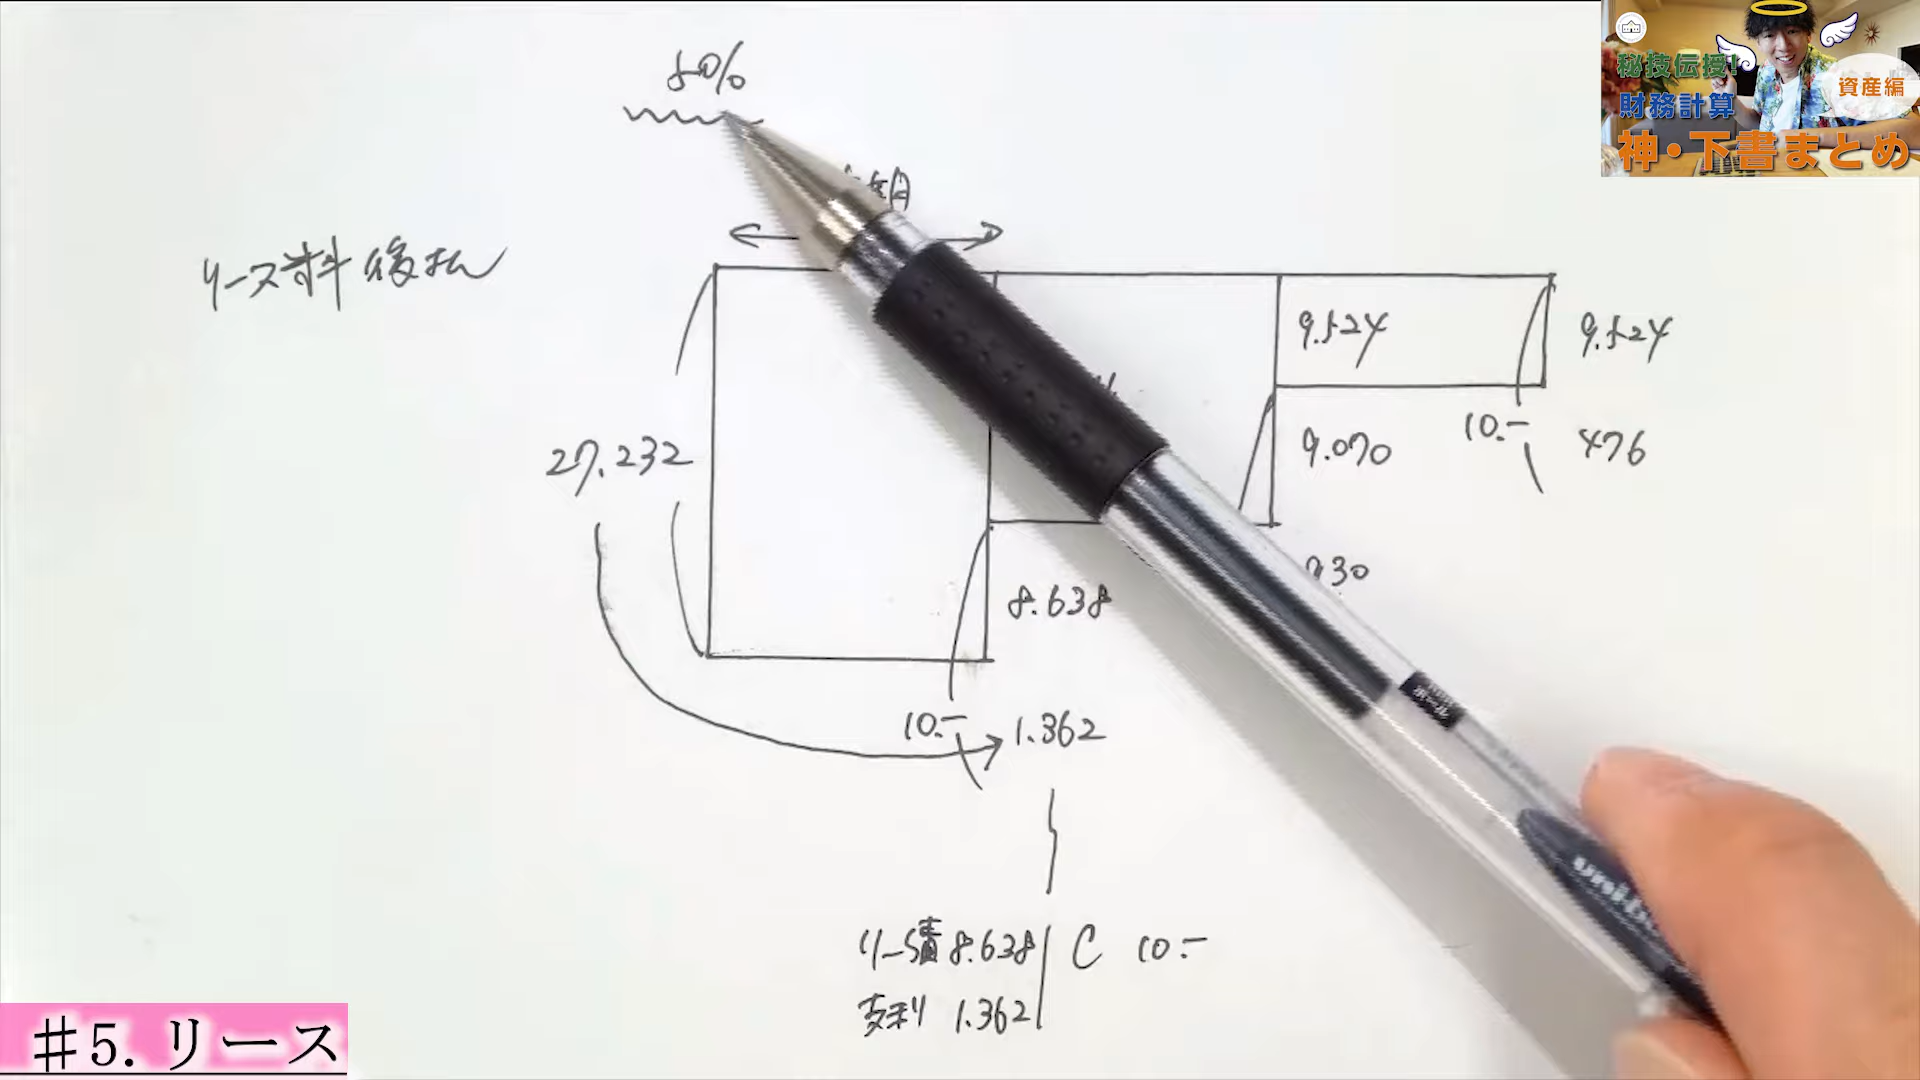 5%
秘技伝授!
資産編
財務計算
神・下書まとめ
リース料 後払
9.524
9.524
10.-
476
27.232
9.070
8.638
930
10.-
1.362
リー債 8.638 C 10.-
支利 1.362
uni-b
#5. リース